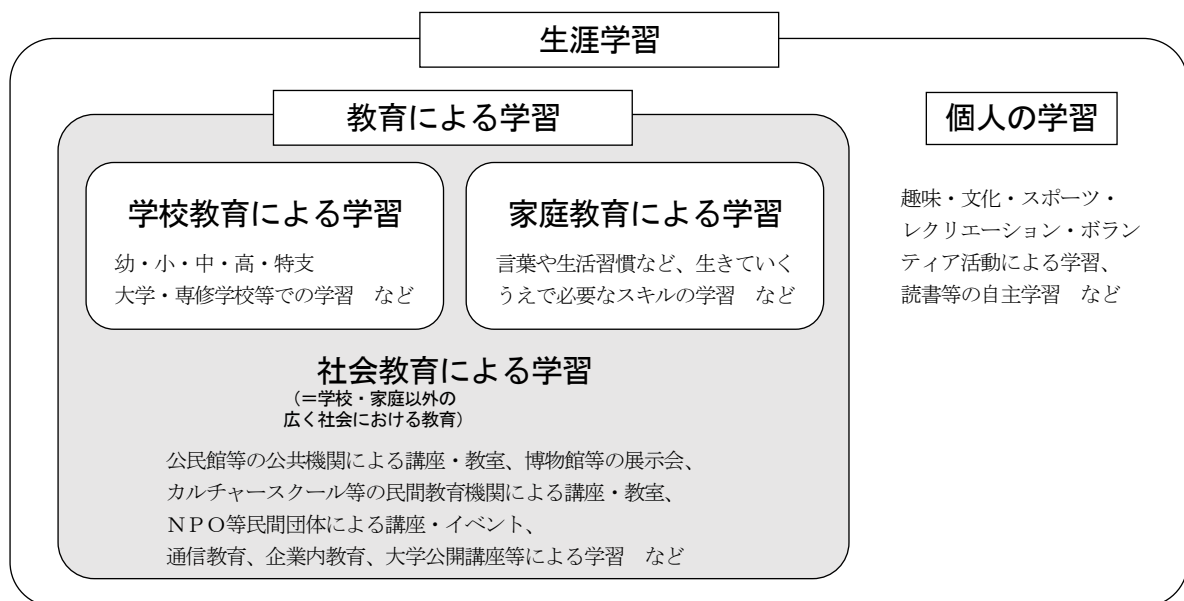 生涯学習
教育による学習
個人の学習
学校教育による学習
幼・小・中・高・特支
大学・専修学校等での学習　など
家庭教育による学習
言葉や生活習慣など、生きていく
うえで必要なスキルの学習　など
趣味・文化・スポーツ・
レクリエーション・ボラン
ティア活動による学習、
読書等の自主学習　など
社会教育による学習
（＝学校・家庭以外の
広く社会における教育）
公民館等の公共機関による講座・教室、博物館等の展示会、
カルチャースクール等の民間教育機関による講座・教室、
ＮＰＯ等民間団体による講座・イベント、
通信教育、企業内教育、大学公開講座等による学習　など